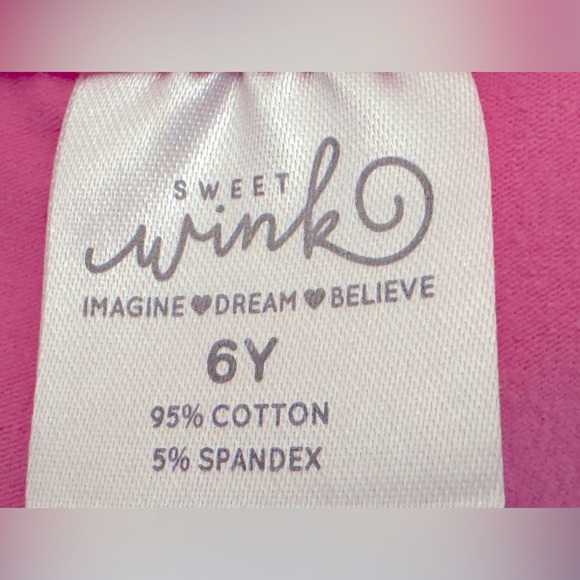 SWEET
wink
IMAGINE♥DREAM♥BELIEVE
6Y
95% COTTON
5% SPANDEX